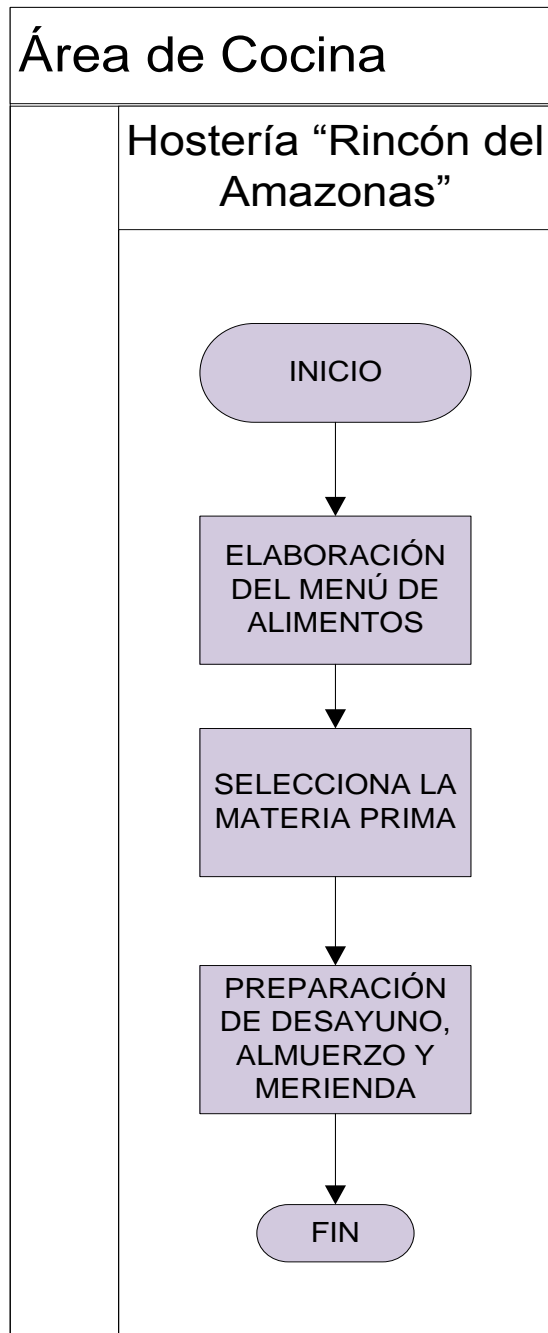 Área de Cocina
Hostería “Rincón del
Amazonas”
INICIO
ELABORACIÓN
DEL MENÚ DE
ALIMENTOS
SELECCIONA LA
MATERIA PRIMA
PREPARACIÓN
DE DESAYUNO,
ALMUERZO Y
MERIENDA
FIN